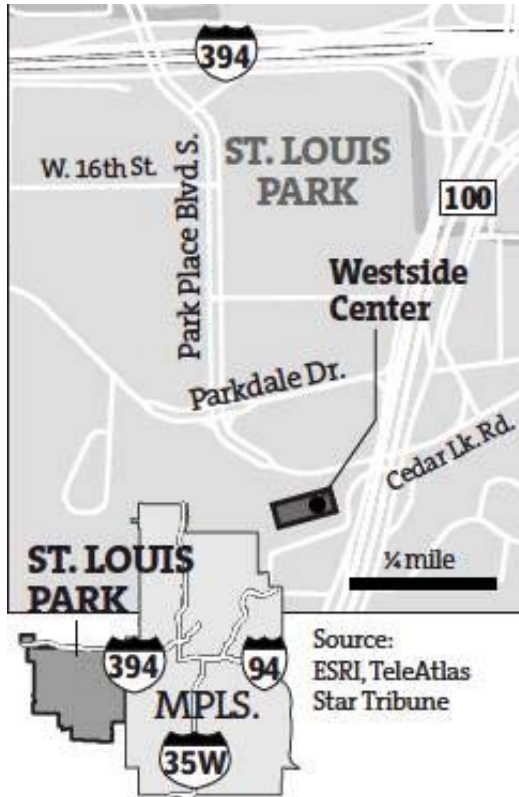 394
W. 16th St.
Park Place Blvd. S.
ST. LOUIS
PARK
100
Westside
Center
Parkdale Dr.
Cedar Lk. Rd.
¼ mile
ST. LOUIS
PARK
394
94
MPLS.
35W
Source:
ESRI, TeleAtlas
Star Tribune